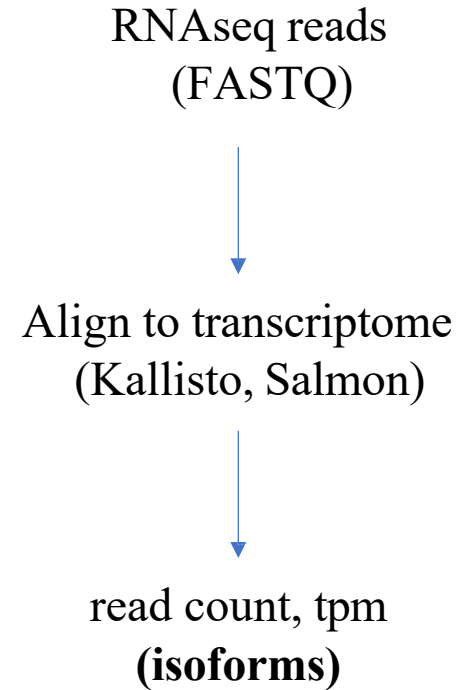 RNAseq reads
(FASTQ)
Align to transcriptome
(Kallisto, Salmon)
read count, tpm
(isoforms)